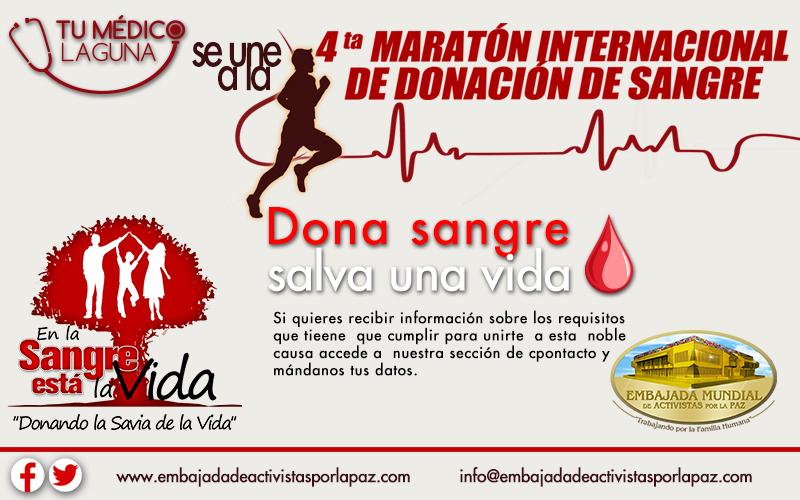 TU MÉDICO
LAGUNA
se une
a la
4ta MARATÓN INTERNACIONAL
DE DONACIÓN DE SANGRE
Dona sangre
salva una vida
Si quieres recibir información sobre los requisitos
que tieene que cumplir para unirte a esta noble
causa accede a nuestra sección de cpontacto y
mándanos tus datos.
En la
Sangre
está la Vida
"Donando la Savia de la Vida"
EMBAJADA MUNDIAL
DE ACTIVISTAS POR LA PAZ
"Trabajando por la Familia Humana"
www.embajadadeactivistasporlapaz.com
info@embajadadeactivistasporlapaz.com